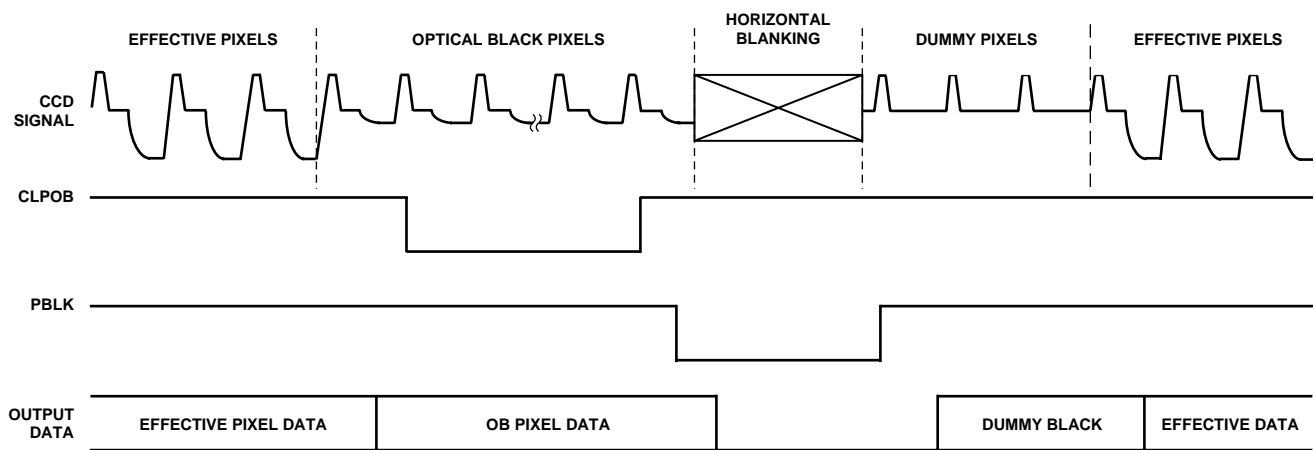 EFFECTIVE PIXELS
OPTICAL BLACK PIXELS
HORIZONTAL
BLANKING
DUMMY PIXELS
EFFECTIVE PIXELS
CCD
SIGNAL
CLPOB
PBLK
OUTPUT
DATA
EFFECTIVE PIXEL DATA
OB PIXEL DATA
DUMMY BLACK
EFFECTIVE DATA